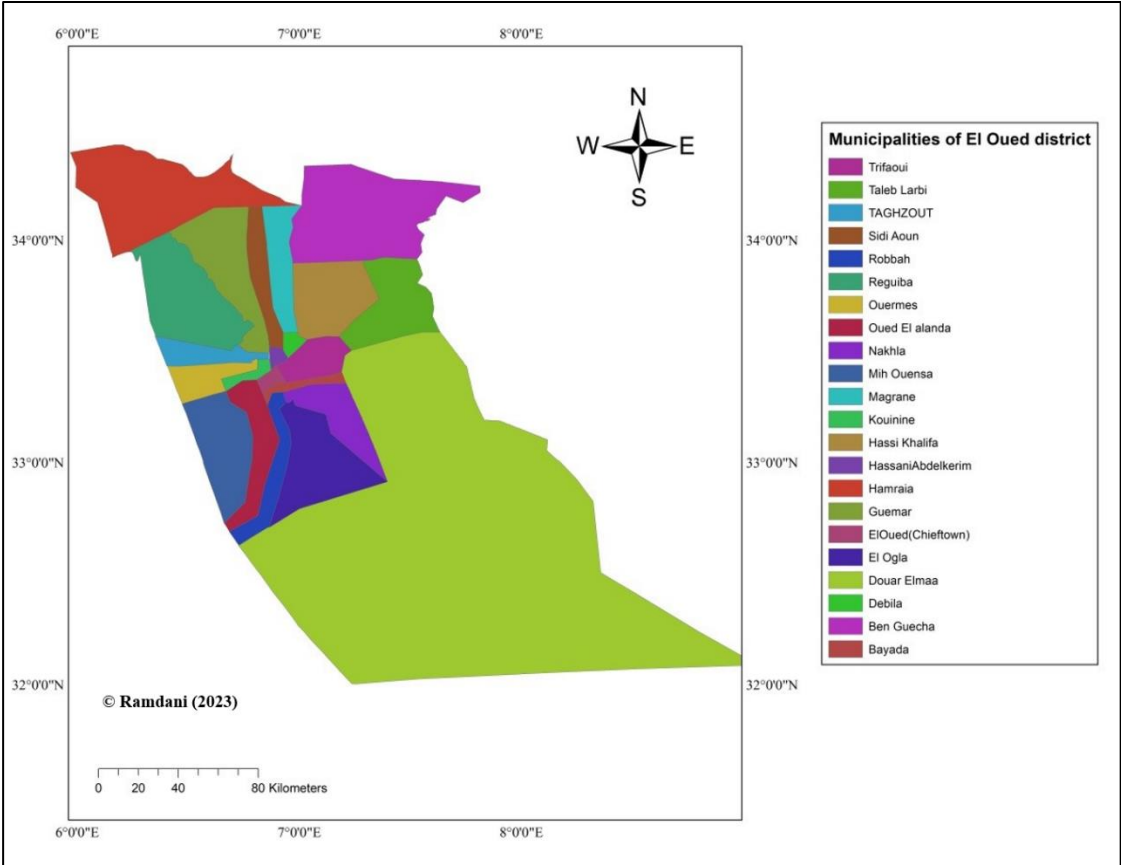 6°0'0"E 7°0'0"E 8°0'0"E
N
W E
S
34°0'0"N 34°0'0"N
33°0'0"N 33°0'0"N
32°0'0"N 32°0'0"N
© Ramdani (2023)
0 20 40 80 Kilometers
6°0'0"E 7°0'0"E 8°0'0"E
Municipalities of El Oued district
Trifaoui
Taleb Larbi
TAGHZOUT
Sidi Aoun
Robbah
Reguiba
Ouermes
Oued El alanda
Nakhla
Mih Ouensa
Magrane
Kouinine
Hassi Khalifa
HassaniAbdelkerim
Hamraia
Guemar
ElOued(Chieftown)
El Ogla
Douar Elmaa
Debila
Ben Guecha
Bayada